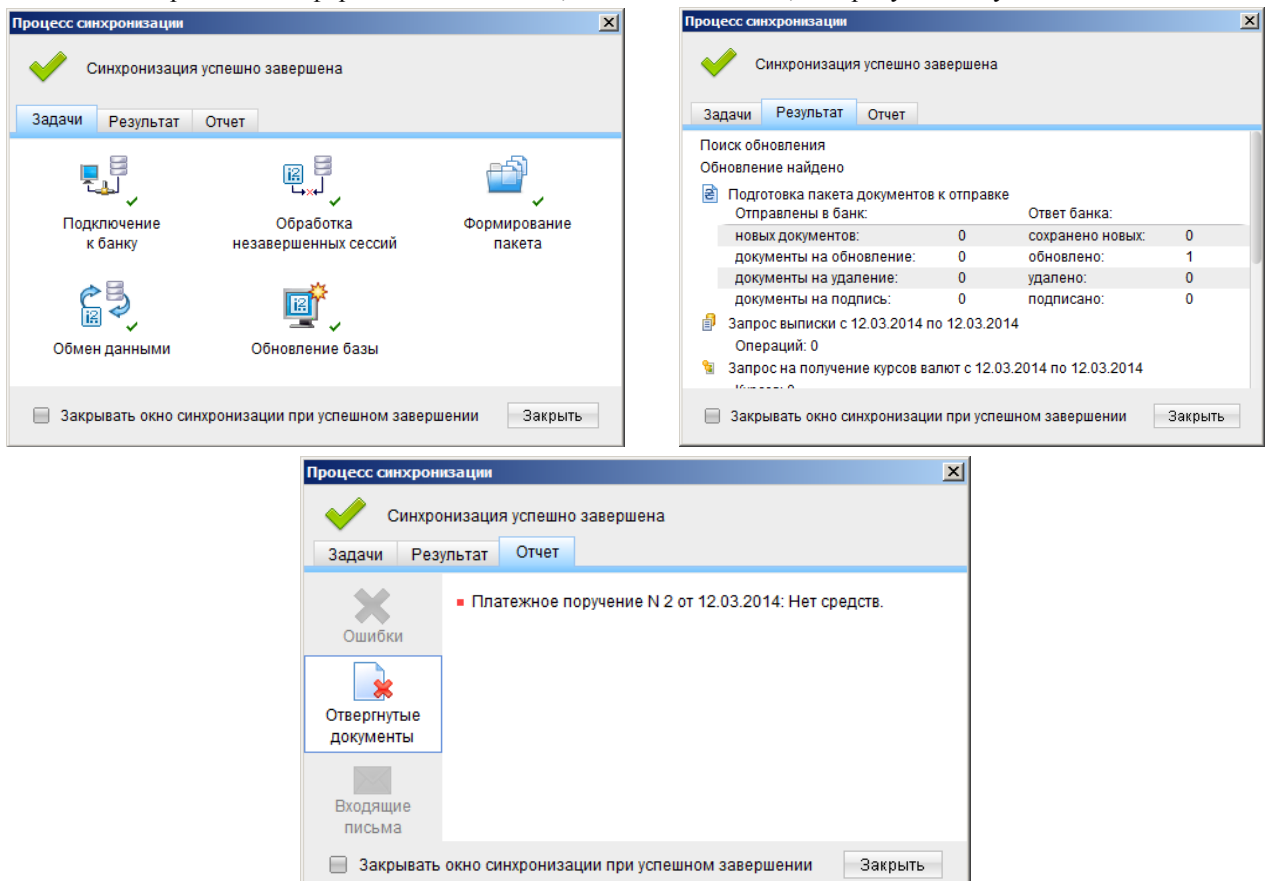 Процесс синхронизации
Синхронизация успешно завершена
Задачи Результат Отчет
Подключение
к банку
Обработка
незавершенных сессий
Формирование
пакета
Обмен данными
Обновление базы
Закрывать окно синхронизации при успешном завершении Закрыть
Процесс синхронизации
Синхронизация успешно завершена
Задачи Результат Отчет
Поиск обновления
Обновление найдено
Подготовка пакета документов к отправке
Отправлены в банк: Ответ банка:
новых документов: 0 сохранено новых: 0
документы на обновление: 0 обновлено: 1
документы на удаление: 0 удалено: 0
документы на подпись: 0 подписано: 0
Запрос выписки с 12.03.2014 по 12.03.2014
Операций: 0
Запрос на получение курсов валют с 12.03.2014 по 12.03.2014
Закрывать окно синхронизации при успешном завершении Закрыть
Процесс синхронизации
Синхронизация успешно завершена
Задачи Результат Отчет
Ошибки
Отвергнутые
документы
Входящие
письма
Платежное поручение N 2 от 12.03.2014: Нет средств.
Закрывать окно синхронизации при успешном завершении Закрыть